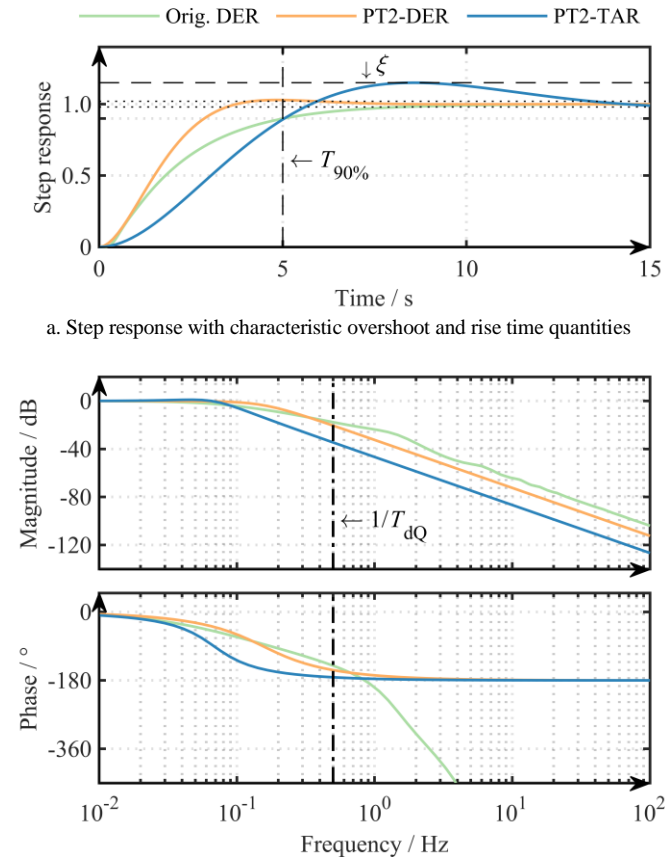 Orig. DER PT2-DER PT2-TAR
Step response
1.0
0.5
0
↓ ξ
← T90%
0 5 10 15
Time / s
a. Step response with characteristic overshoot and rise time quantities
Magnitude / dB
0
-40
-80
-120
← 1/TdQ
Phase / °
0
-180
-360
10-2 10-1 100 101 102
Frequency / Hz